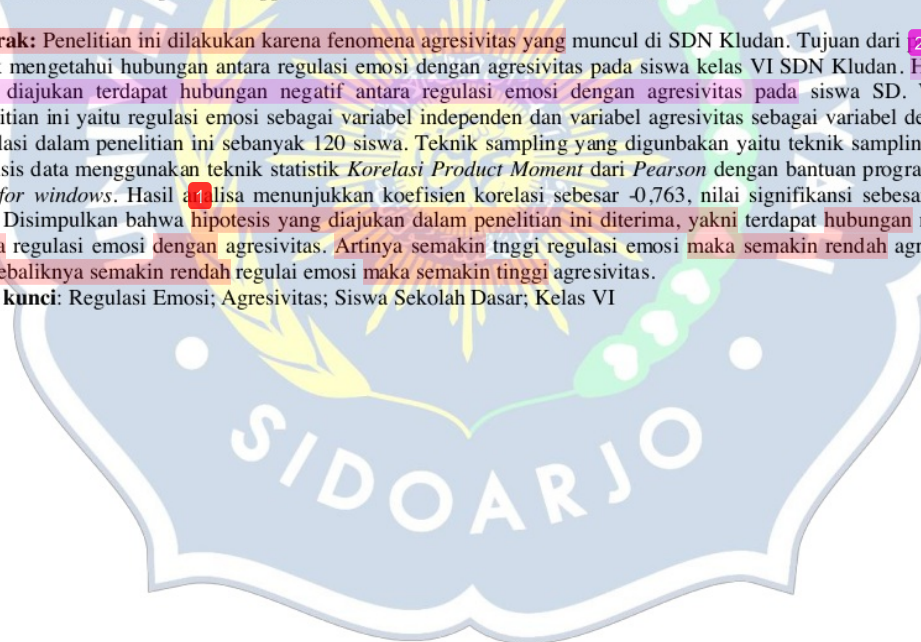 rak: Penelitian ini dilakukan karena fenomena agresivitas yang muncul di SDN Kludan. Tujuan dari 2
mengetahui hubungan antara regulasi emosi dengan agresivitas pada siswa kelas VI SDN Kludan.
diajukan terdapat hubungan negatif antara regulasi emosi dengan agresivitas pada siswa SD.
itian ini yaitu regulasi emosi sebagai variabel independen dan variabel agresivitas sebagai variabel de
lasi dalam penelitian ini sebanyak 120 siswa. Teknik sampling yang digunbakan yaitu teknik samplin
sis data menggunakan teknik statistik Korelasi Product Moment dari Pearson dengan bantuan progra
for windows. Hasil 1 analisa menunjukkan koefisien korelasi sebesar -0,763, nilai signifikansi sebesa
Disimpulkan bahwa hipotesis yang diajukan dalam penelitian ini diterima, yakni terdapat hubungan
a regulasi emosi dengan agresivitas. Artinya semakin tnggi regulasi emosi maka semakin rendah agr
ebaliknya semakin rendah regulai emosi maka semakin tinggi agresivitas.
kunci: Regulasi Emosi; Agresivitas; Siswa Sekolah Dasar; Kelas VI
SIDOARJO